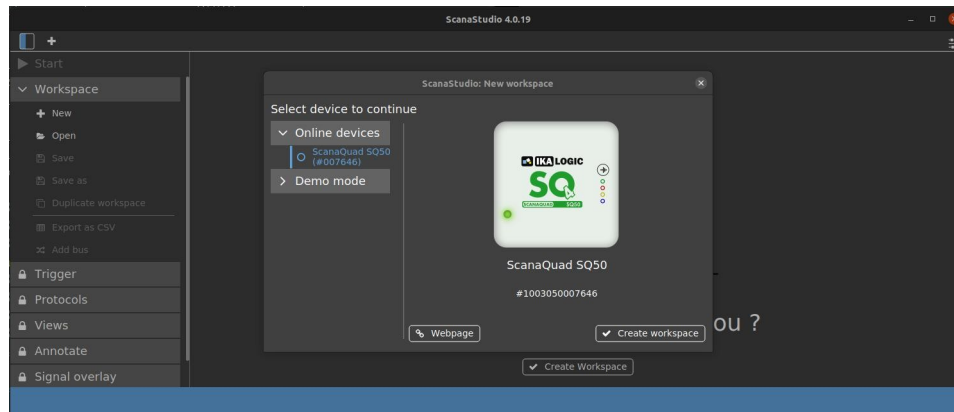 ScanaStudio 4.0.19
Start
Workspace
New
Open
Save
Save as
Duplicate workspace
Export as CSV
Add bus
Trigger
Protocols
Views
Annotate
Signal overlay
ScanaStudio: New workspace
Select device to continue
Online devices
ScanaQuad SQ50
(#007646)
Demo mode
IKALOGIC
SQ
SCANAQUAD SQ50
ScanaQuad SQ50
#1003050007646
Webpage
Create workspace
ou ?
Create Workspace